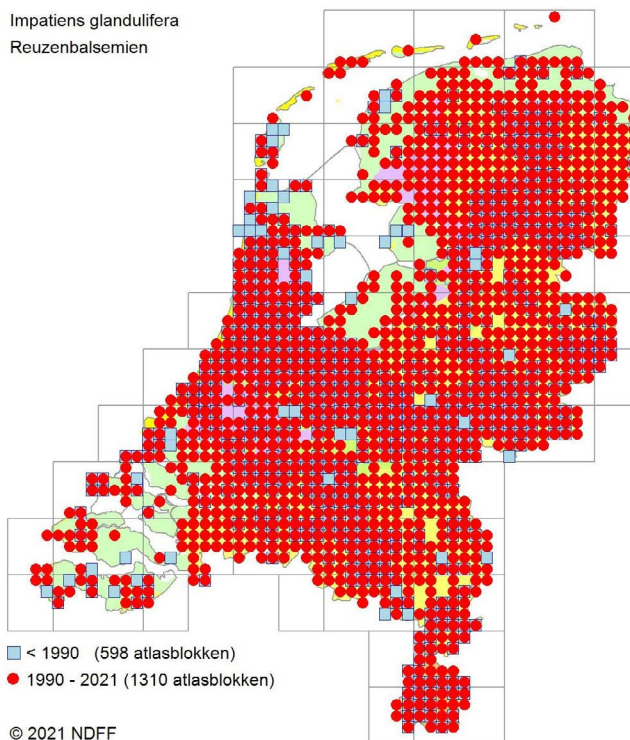 Impatiens glandulifera
Reuzenbalsemien
< 1990 (598 atlasblokken)
1990 - 2021 (1310 atlasblokken)
© 2021 NDFF